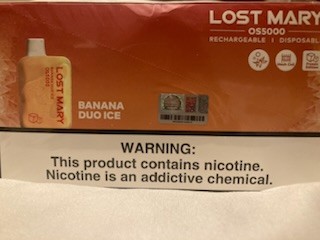 LOST MARY
OS5000
RECHARGEABLE | DISPOSABLE
LOST
MARY
BANANA
DUO ICE
WARNING:
This product contains nicotine.
Nicotine is an addictive chemical.